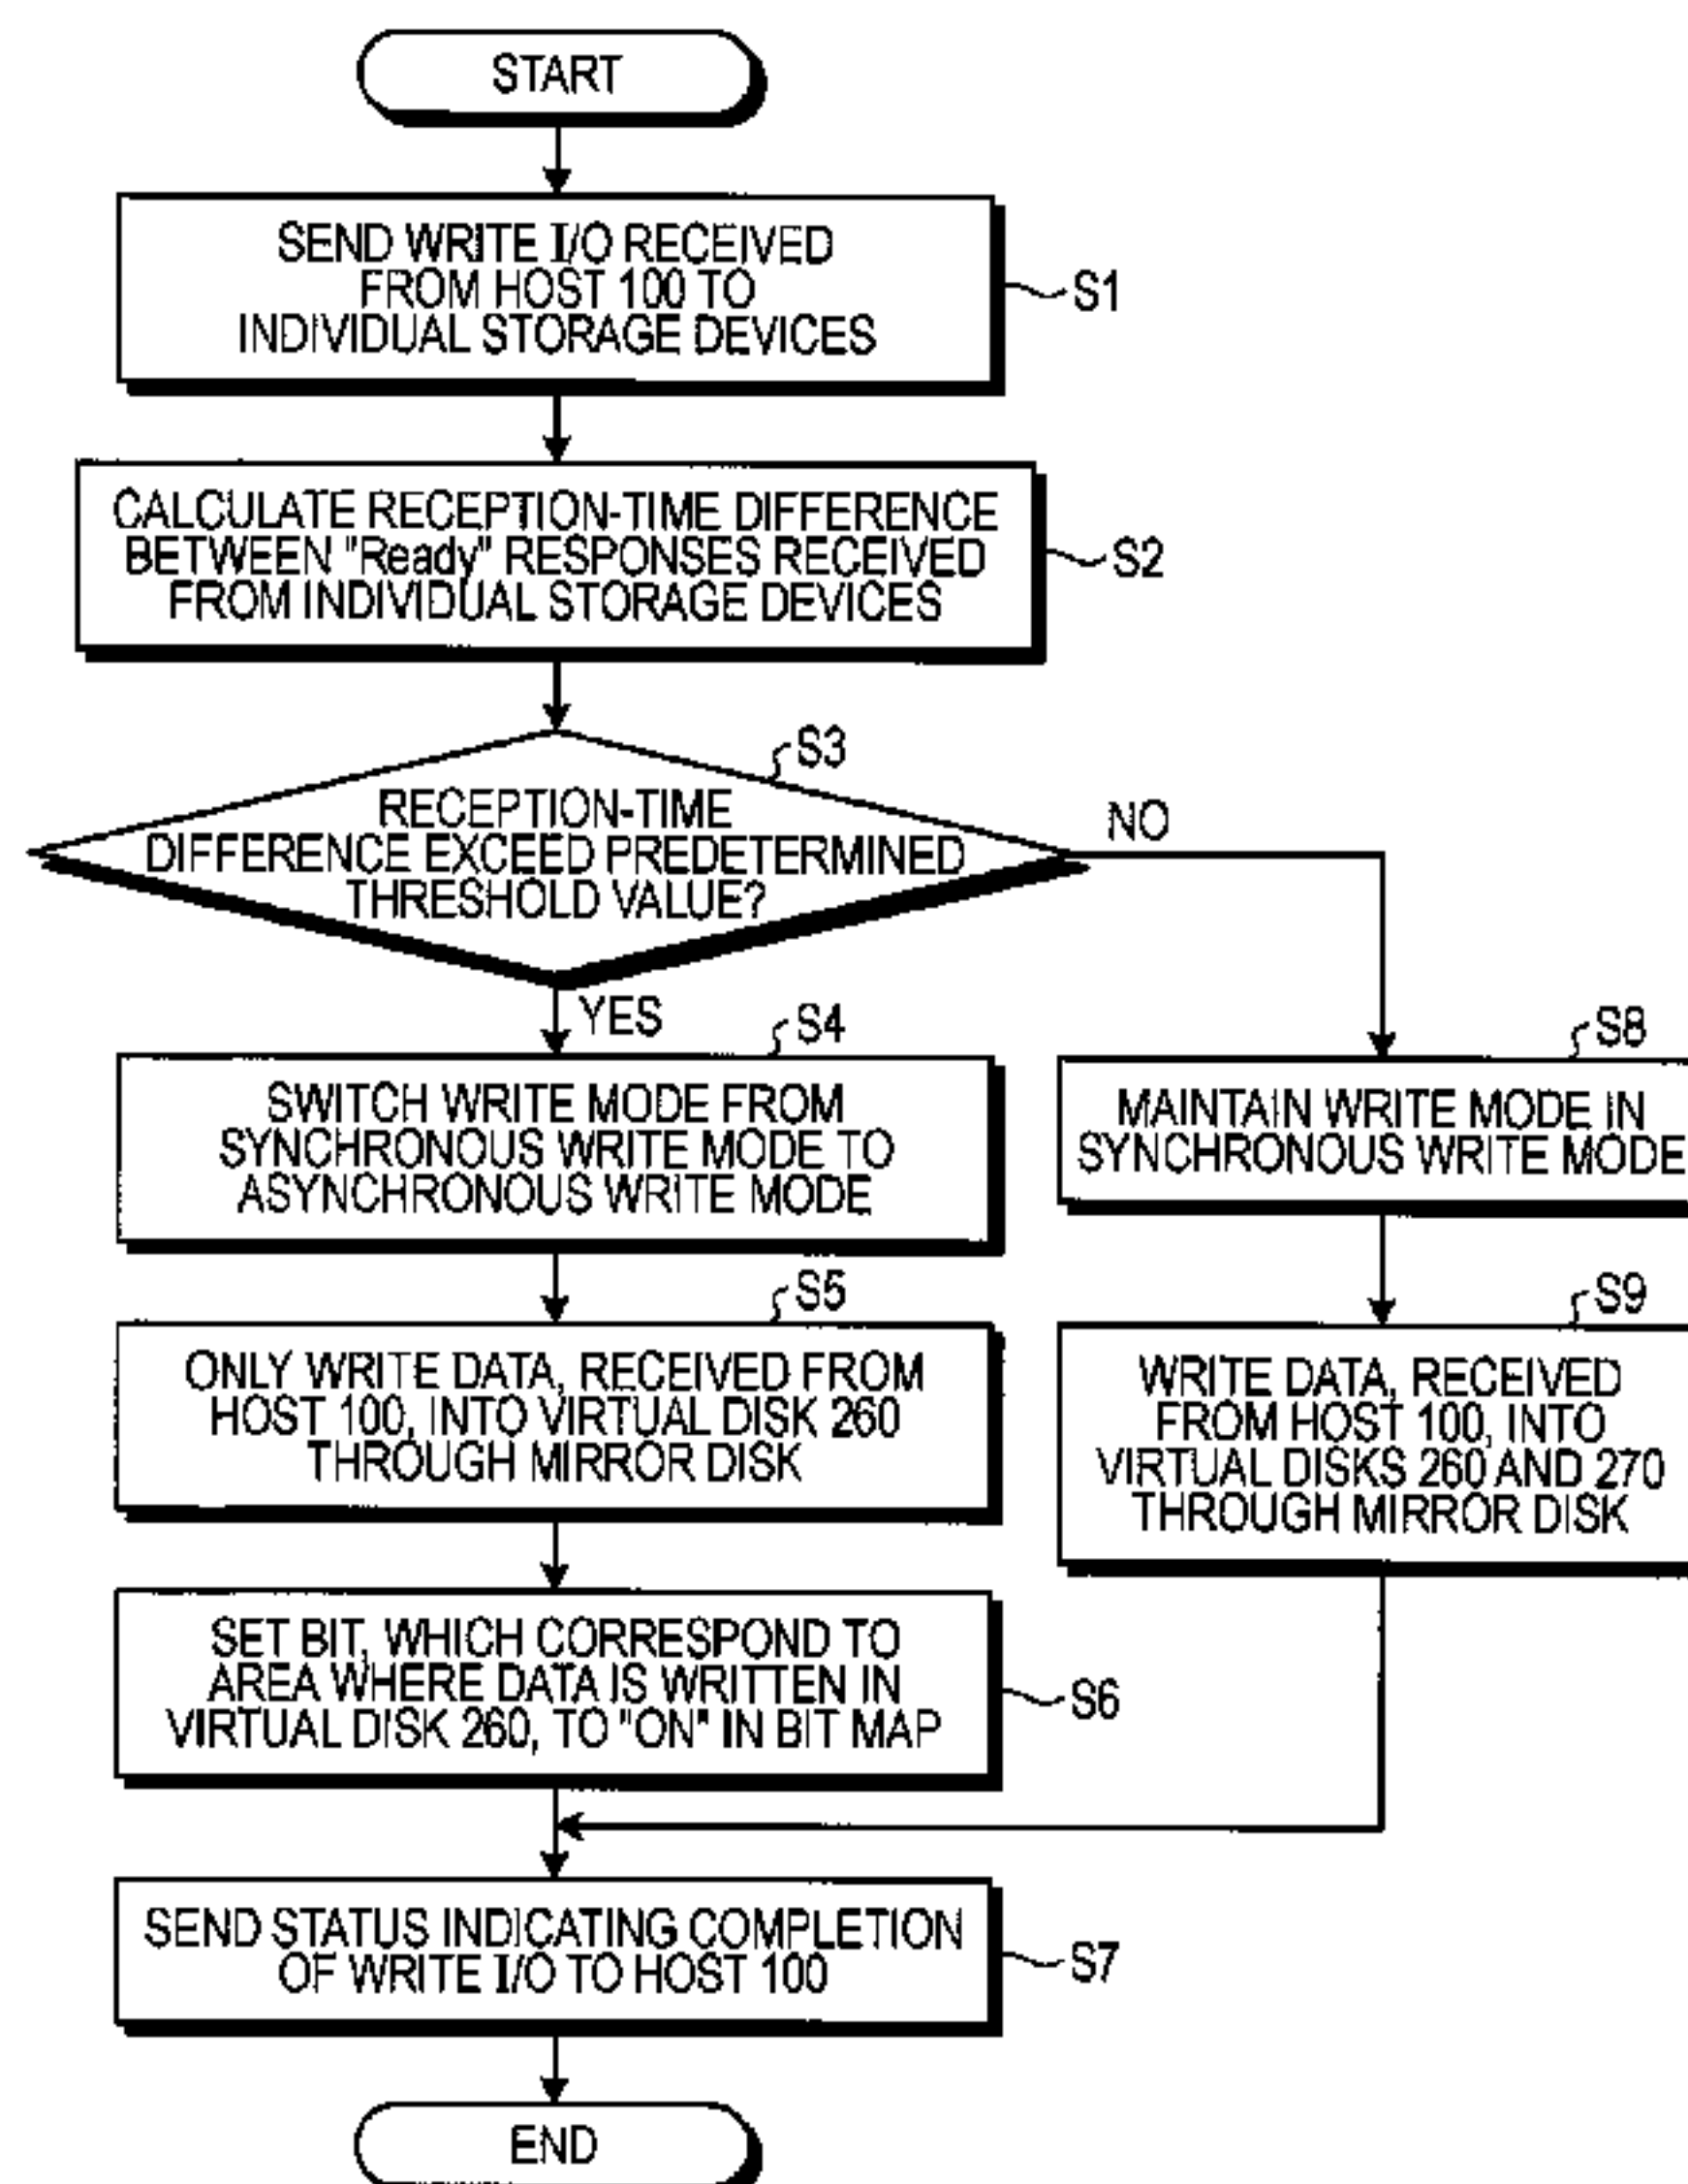 START
SEND WRITE I/O RECEIVED
FROM HOST 100 TO
INDIVIDUAL STORAGE DEVICES
S1
CALCULATE RECEPTION-TIME DIFFERENCE
BETWEEN "Ready" RESPONSES RECEIVED
FROM INDIVIDUAL STORAGE DEVICES
S2
S3
RECEPTION-TIME
DIFFERENCE EXCEED PREDETERMINED
THRESHOLD VALUE?
NO
YES
S4
SWITCH WRITE MODE FROM
SYNCHRONOUS WRITE MODE TO
ASYNCHRONOUS WRITE MODE
S8
MAINTAIN WRITE MODE IN
SYNCHRONOUS WRITE MODE
S5
ONLY WRITE DATA, RECEIVED FROM
HOST 100, INTO VIRTUAL DISK 260
THROUGH MIRROR DISK
S9
WRITE DATA, RECEIVED
FROM HOST 100, INTO
VIRTUAL DISKS 260 AND 270
THROUGH MIRROR DISK
SET BIT, WHICH CORRESPOND TO
AREA WHERE DATA IS WRITTEN IN
VIRTUAL DISK 260, TO "ON" IN BIT MAP
S6
SEND STATUS INDICATING COMPLETION
OF WRITE I/O TO HOST 100
S7
END